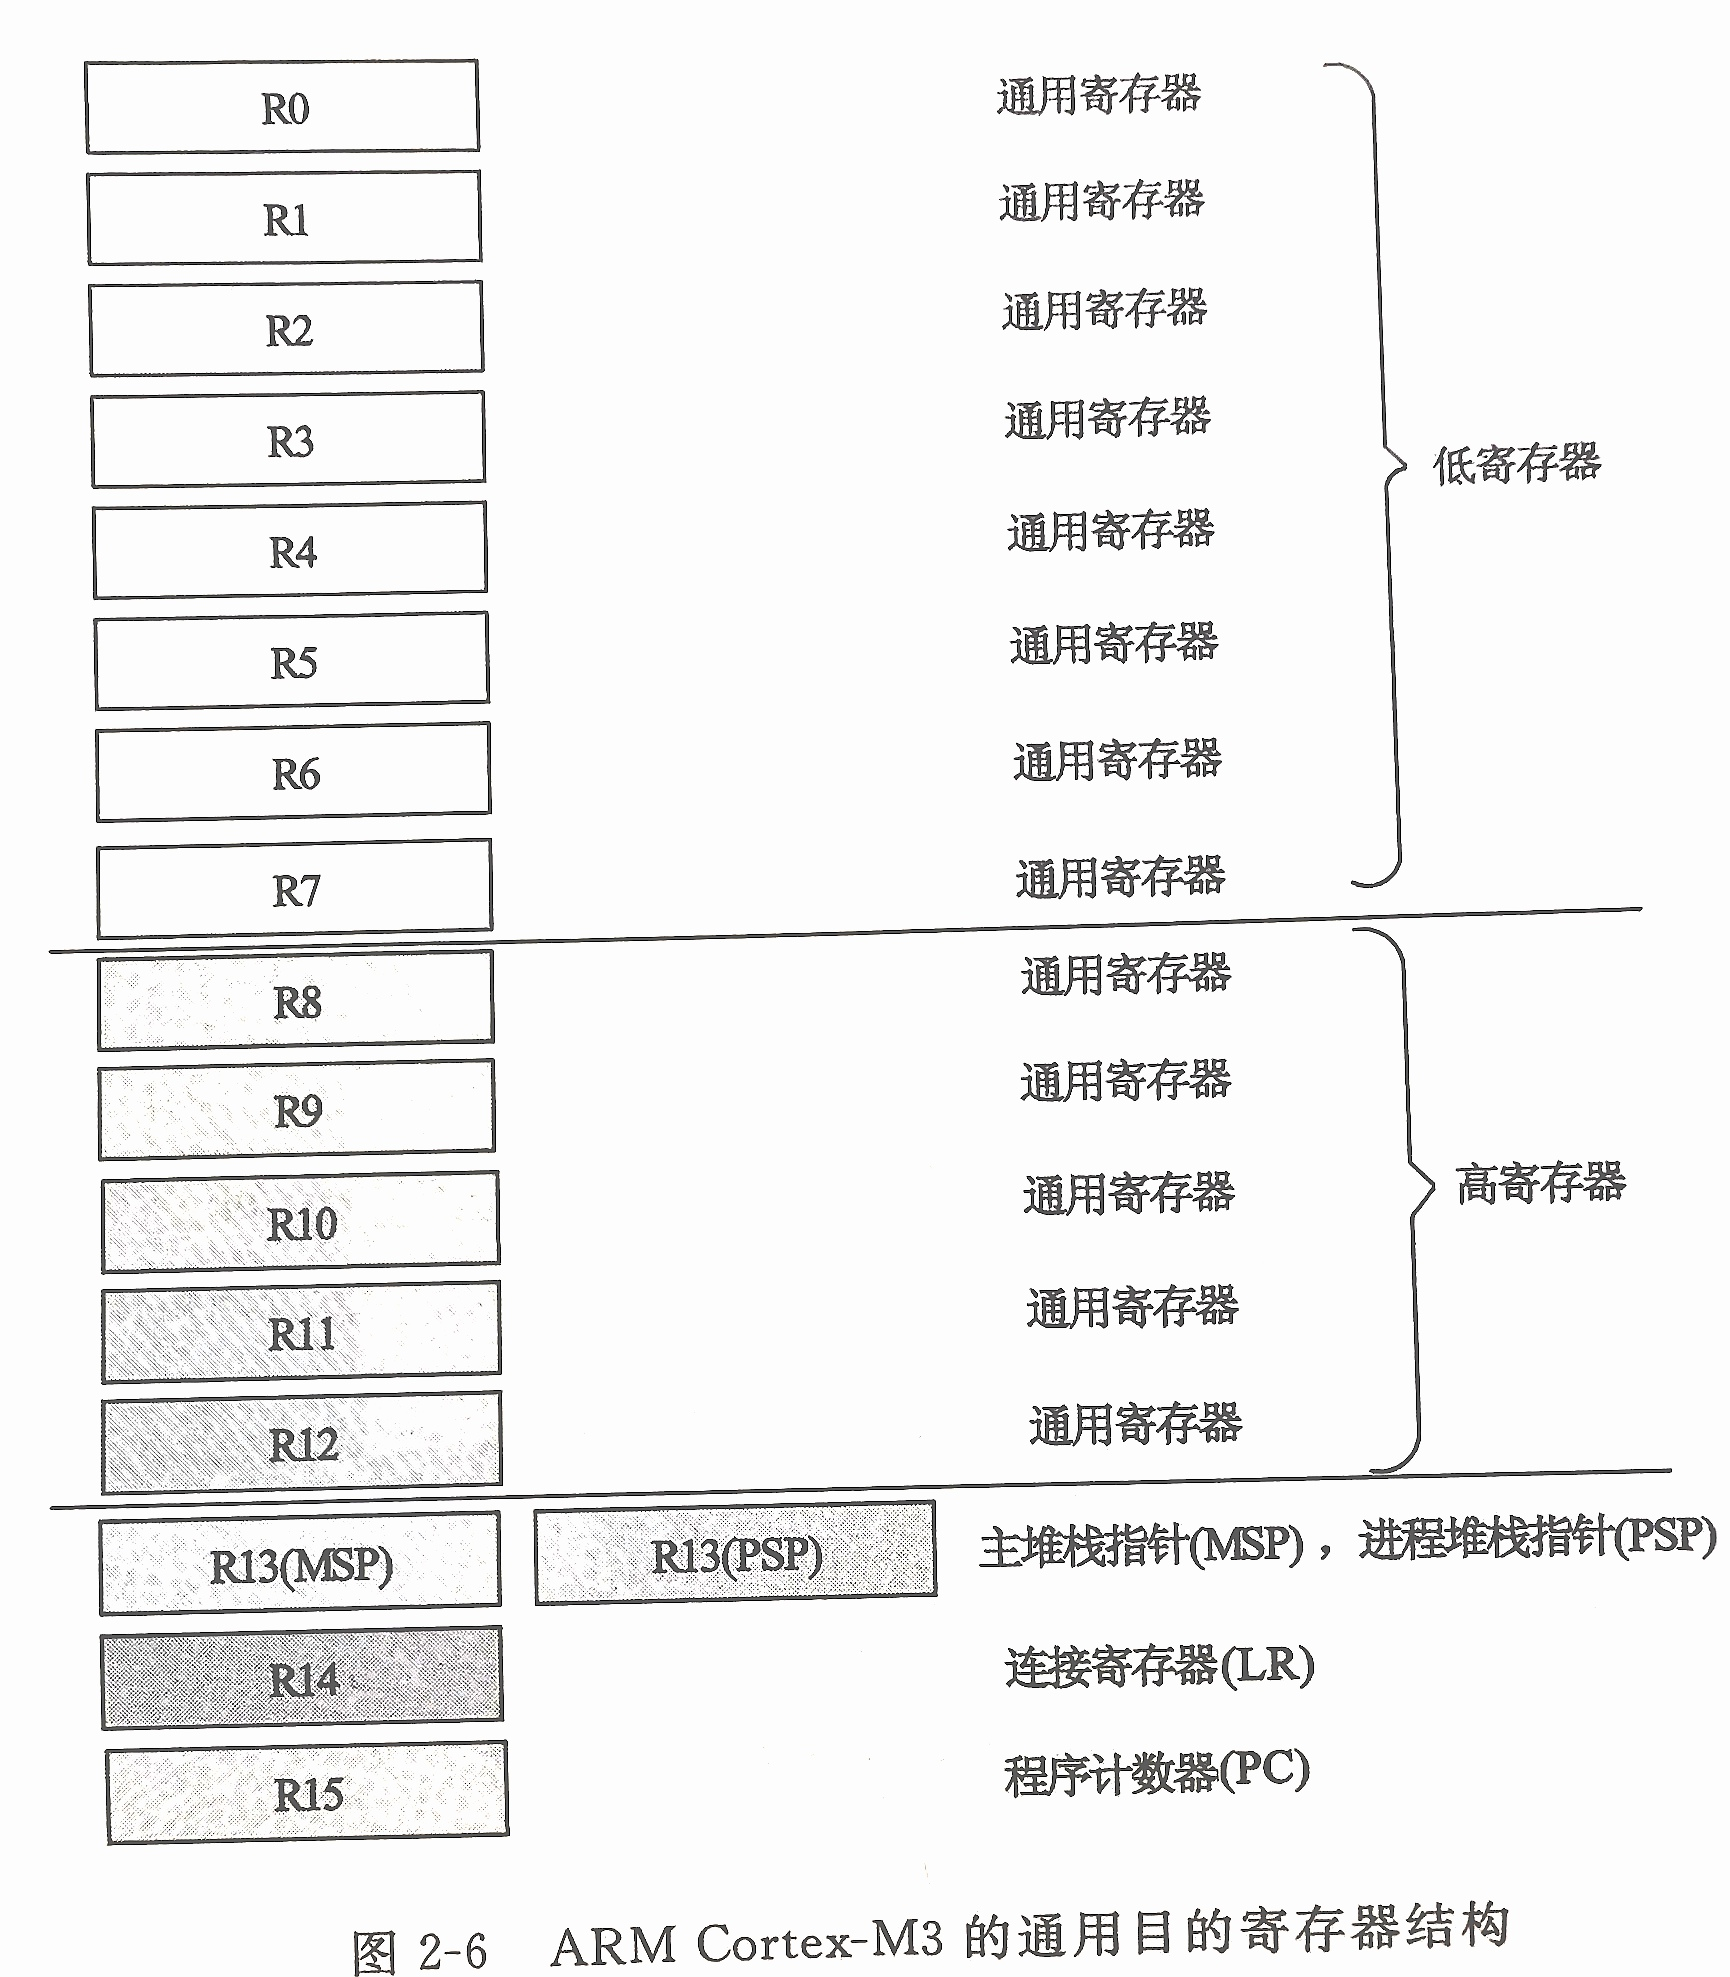 R0 通用寄存器
R1 通用寄存器
R2 通用寄存器
R3 通用寄存器
低寄存器
R4 通用寄存器
R5 通用寄存器
R6 通用寄存器
R7 通用寄存器
R8 通用寄存器
R9 通用寄存器
R10 通用寄存器
高寄存器
R11 通用寄存器
R12 通用寄存器
R13(MSP) R13(PSP) 主堆栈指针(MSP)，进程堆栈指针(PSP)
R14 连接寄存器(LR)
R15 程序计数器(PC)
图 2-6 ARM Cortex-M3 的通用目的寄存器结构